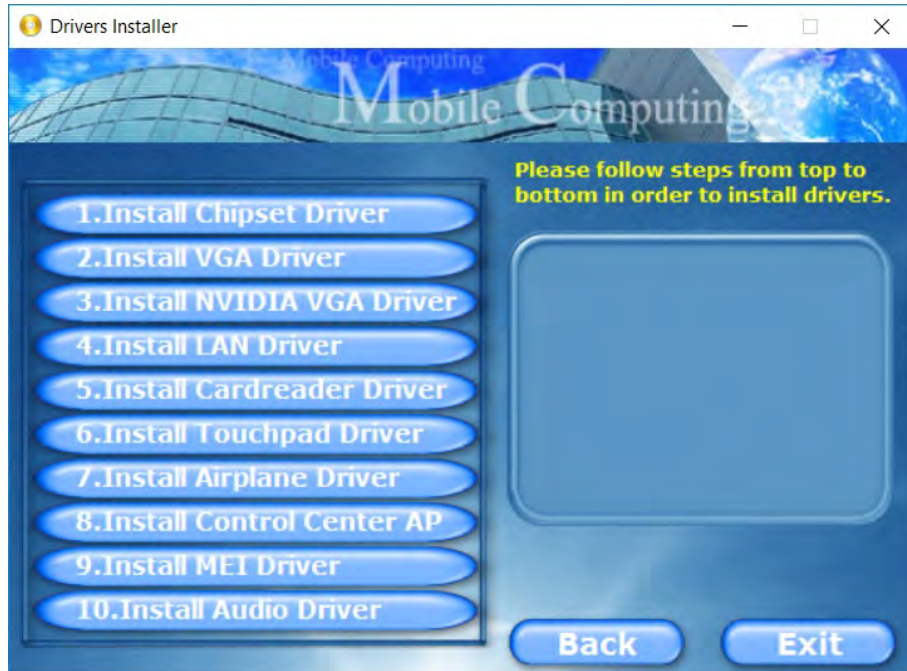 Drivers Installer
Mobile Computing
Mobile Computing
Please follow steps from top to
bottom in order to install drivers.
1.Install Chipset Driver
2.Install VGA Driver
3.Install NVIDIA VGA Driver
4.Install LAN Driver
5.Install Cardreader Driver
6.Install Touchpad Driver
7.Install Airplane Driver
8.Install Control Center AP
9.Install MEI Driver
10.Install Audio Driver
Back
Exit